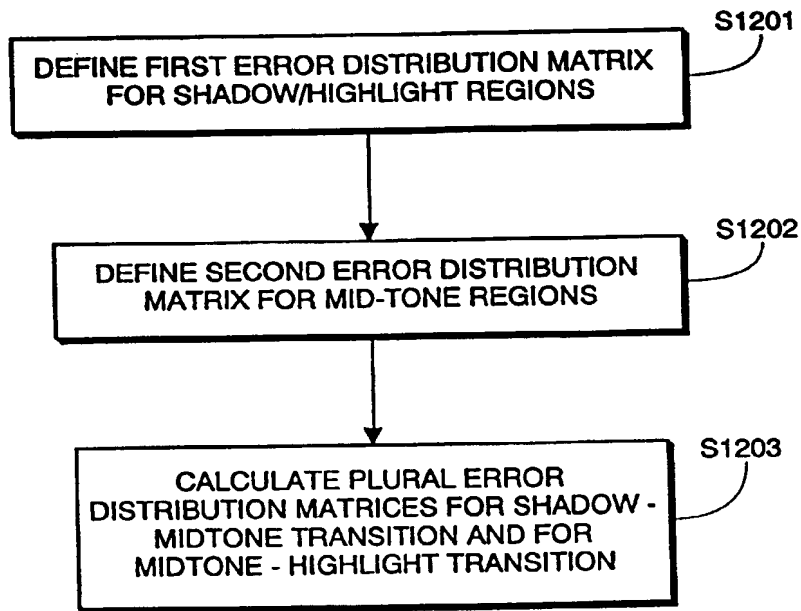 S1201
DEFINE FIRST ERROR DISTRIBUTION MATRIX
FOR SHADOW/HIGHLIGHT REGIONS
S1202
DEFINE SECOND ERROR DISTRIBUTION
MATRIX FOR MID-TONE REGIONS
S1203
CALCULATE PLURAL ERROR
DISTRIBUTION MATRICES FOR SHADOW -
MIDTONE TRANSITION AND FOR
MIDTONE - HIGHLIGHT TRANSITION